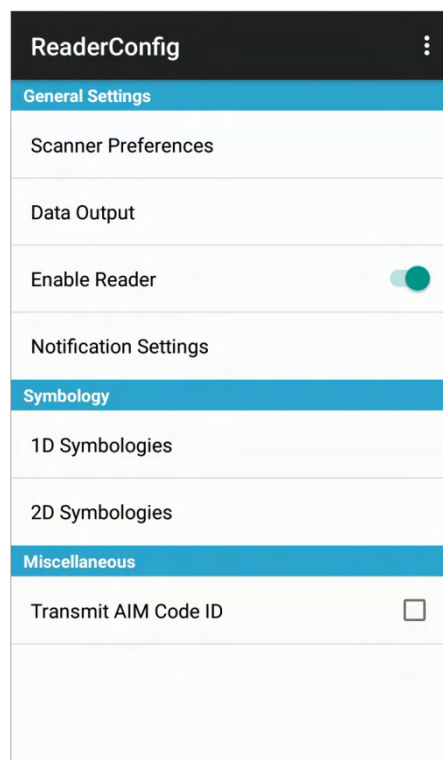 ReaderConfig
General Settings
Scanner Preferences
Data Output
Enable Reader
Notification Settings
Symbology
1D Symbologies
2D Symbologies
Miscellaneous
Transmit AIM Code ID